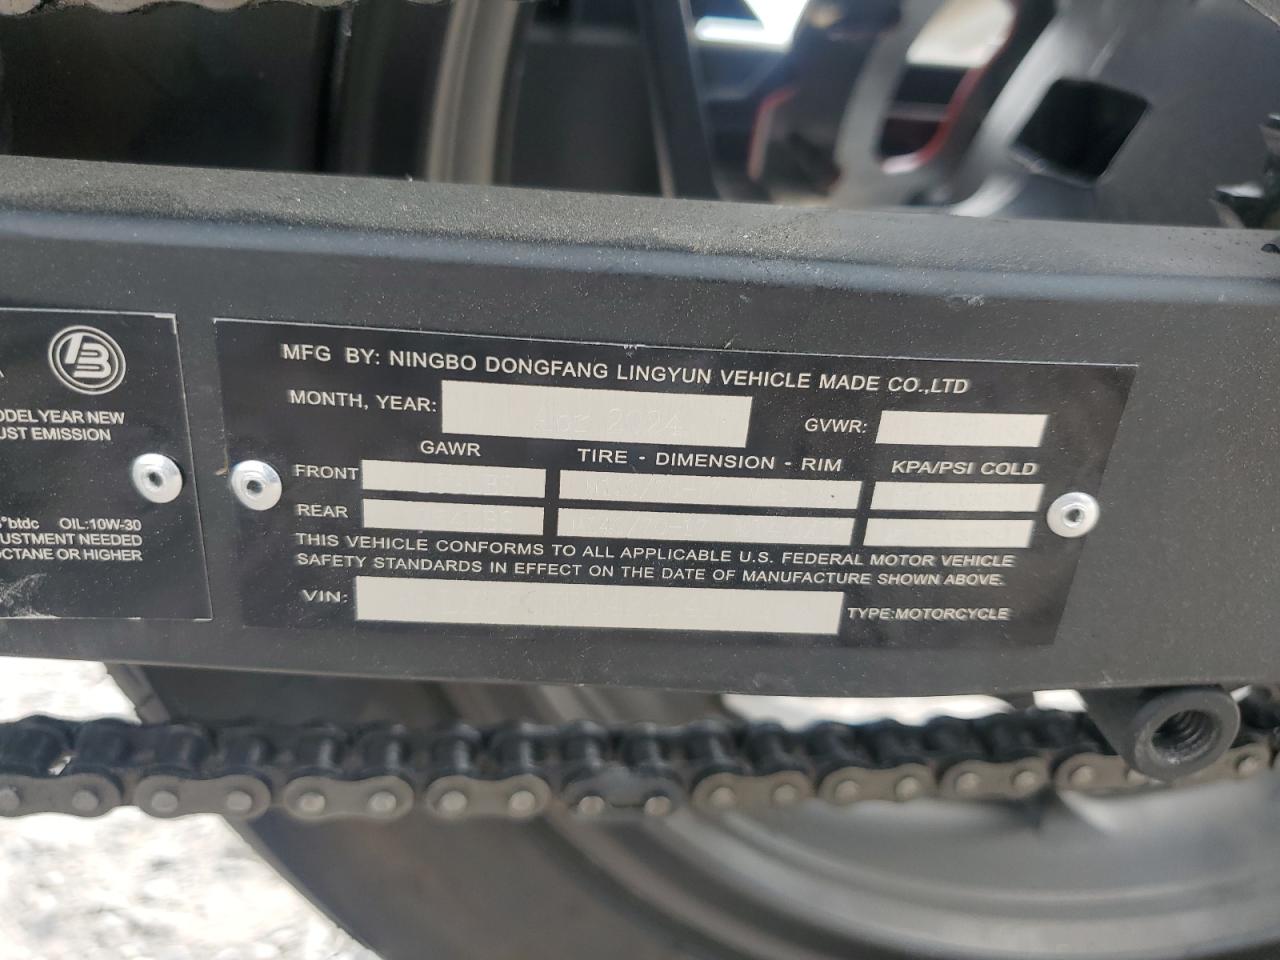 ODEL YEAR NEW
UST EMISSION
°btdc OIL:10W-30
USTMENT NEEDED
OCTANE OR HIGHER
MFG BY: NINGBO DONGFANG LINGYUN VEHICLE MADE CO.,LTD
MONTH, YEAR: 2024 GVWR:
GAWR TIRE - DIMENSION - RIM KPA/PSI COLD
FRONT
REAR
THIS VEHICLE CONFORMS TO ALL APPLICABLE U.S. FEDERAL MOTOR VEHICLE
SAFETY STANDARDS IN EFFECT ON THE DATE OF MANUFACTURE SHOWN ABOVE.
VIN: TYPE:MOTORCYCLE